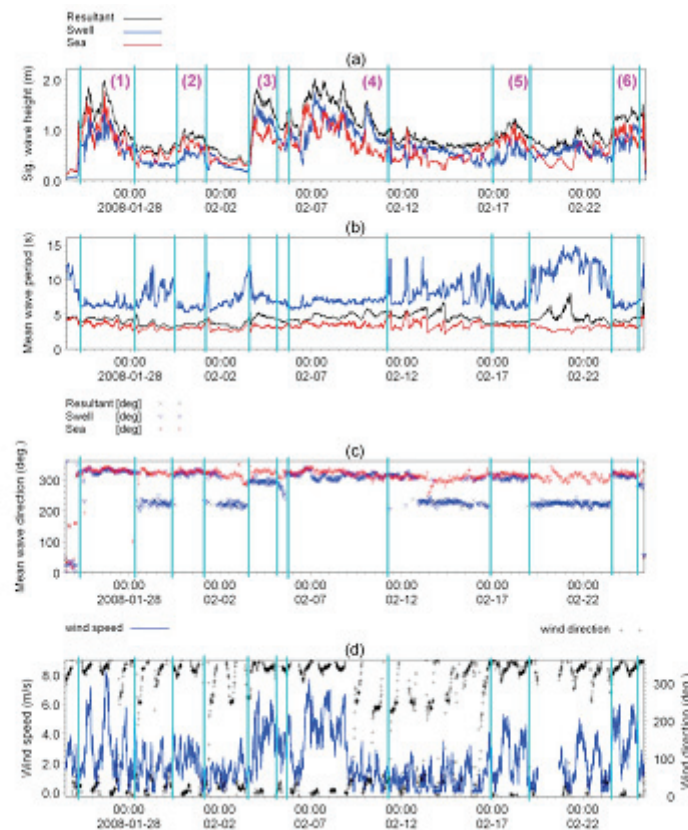 Resultant
Swell
Sea
(a)
Sig. wave height (m)
2.0
1.0
0.0
(1) (2) (3) (4) (5) (6)
00:00 00:00 00:00 00:00 00:00 00:00
2008-01-28 02-02 02-07 02-12 02-17 02-22
(b)
Mean wave period (s)
15
10
5
0
00:00 00:00 00:00 00:00 00:00 00:00
2008-01-28 02-02 02-07 02-12 02-17 02-22
Resultant [deg]
Swell [deg]
Sea [deg]
(c)
Mean wave direction (deg.)
300
200
100
0
00:00 00:00 00:00 00:00 00:00 00:00
2008-01-28 02-02 02-07 02-12 02-17 02-22
wind speed wind direction
(d)
Wind speed (m/s)
8.0
6.0
4.0
2.0
0.0
300
200
100
0
Wind direction (deg.)
00:00 00:00 00:00 00:00 00:00 00:00
2008-01-28 02-02 02-07 02-12 02-17 02-22